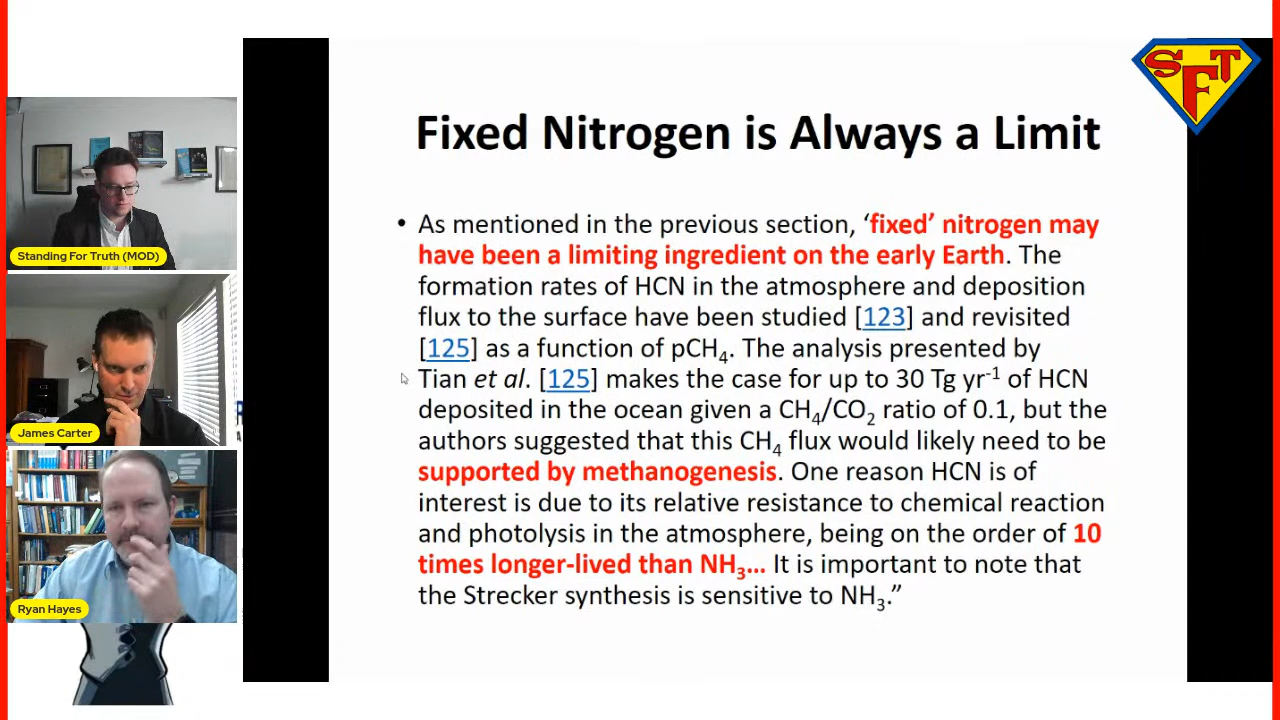 SFT
Fixed Nitrogen is Always a Limit
• As mentioned in the previous section, ‘fixed’ nitrogen may
have been a limiting ingredient on the early Earth. The
formation rates of HCN in the atmosphere and deposition
flux to the surface have been studied [123] and revisited
[125] as a function of pCH₄. The analysis presented by
Tian et al. [125] makes the case for up to 30 Tg yr⁻¹ of HCN
deposited in the ocean given a CH₄/CO₂ ratio of 0.1, but the
authors suggested that this CH₄ flux would likely need to be
supported by methanogenesis. One reason HCN is of
interest is due to its relative resistance to chemical reaction
and photolysis in the atmosphere, being on the order of 10
times longer-lived than NH₃… It is important to note that
the Strecker synthesis is sensitive to NH₃.”
Standing For Truth (MOD)
James Carter
Ryan Hayes